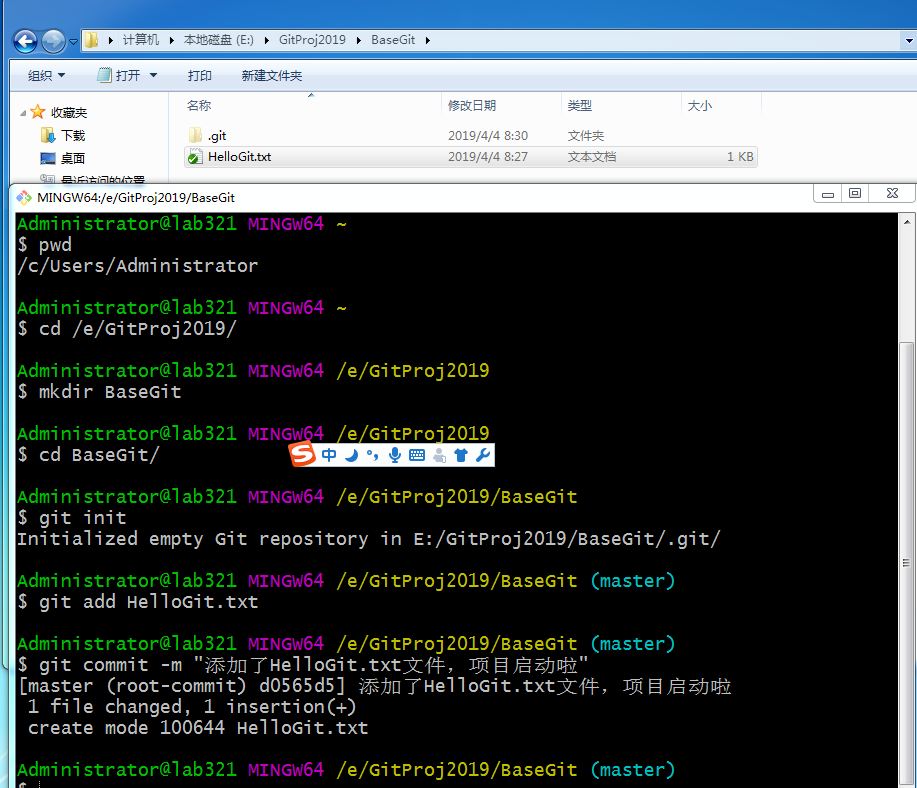 计算机 本地磁盘 (E:) GitProj2019 BaseGit
组织 打开 打印 新建文件夹
名称 修改日期 类型 大小
收藏夹
.git 2019/4/4 8:30 文件夹
下载
HelloGit.txt 2019/4/4 8:27 文本文档 1 KB
桌面
最近访问的位置
MINGW64:/e/GitProj2019/BaseGit
Administrator@lab321 MINGW64 ~
$ pwd
/c/Users/Administrator
Administrator@lab321 MINGW64 ~
$ cd /e/GitProj2019/
Administrator@lab321 MINGW64 /e/GitProj2019
$ mkdir BaseGit
Administrator@lab321 MINGW64 /e/GitProj2019
$ cd BaseGit/
S 中
Administrator@lab321 MINGW64 /e/GitProj2019/BaseGit
$ git init
Initialized empty Git repository in E:/GitProj2019/BaseGit/.git/
Administrator@lab321 MINGW64 /e/GitProj2019/BaseGit (master)
$ git add HelloGit.txt
Administrator@lab321 MINGW64 /e/GitProj2019/BaseGit (master)
$ git commit -m "添加了HelloGit.txt文件，项目启动啦"
[master (root-commit) d0565d5] 添加了HelloGit.txt文件，项目启动啦
1 file changed, 1 insertion(+)
create mode 100644 HelloGit.txt
Administrator@lab321 MINGW64 /e/GitProj2019/BaseGit (master)
$